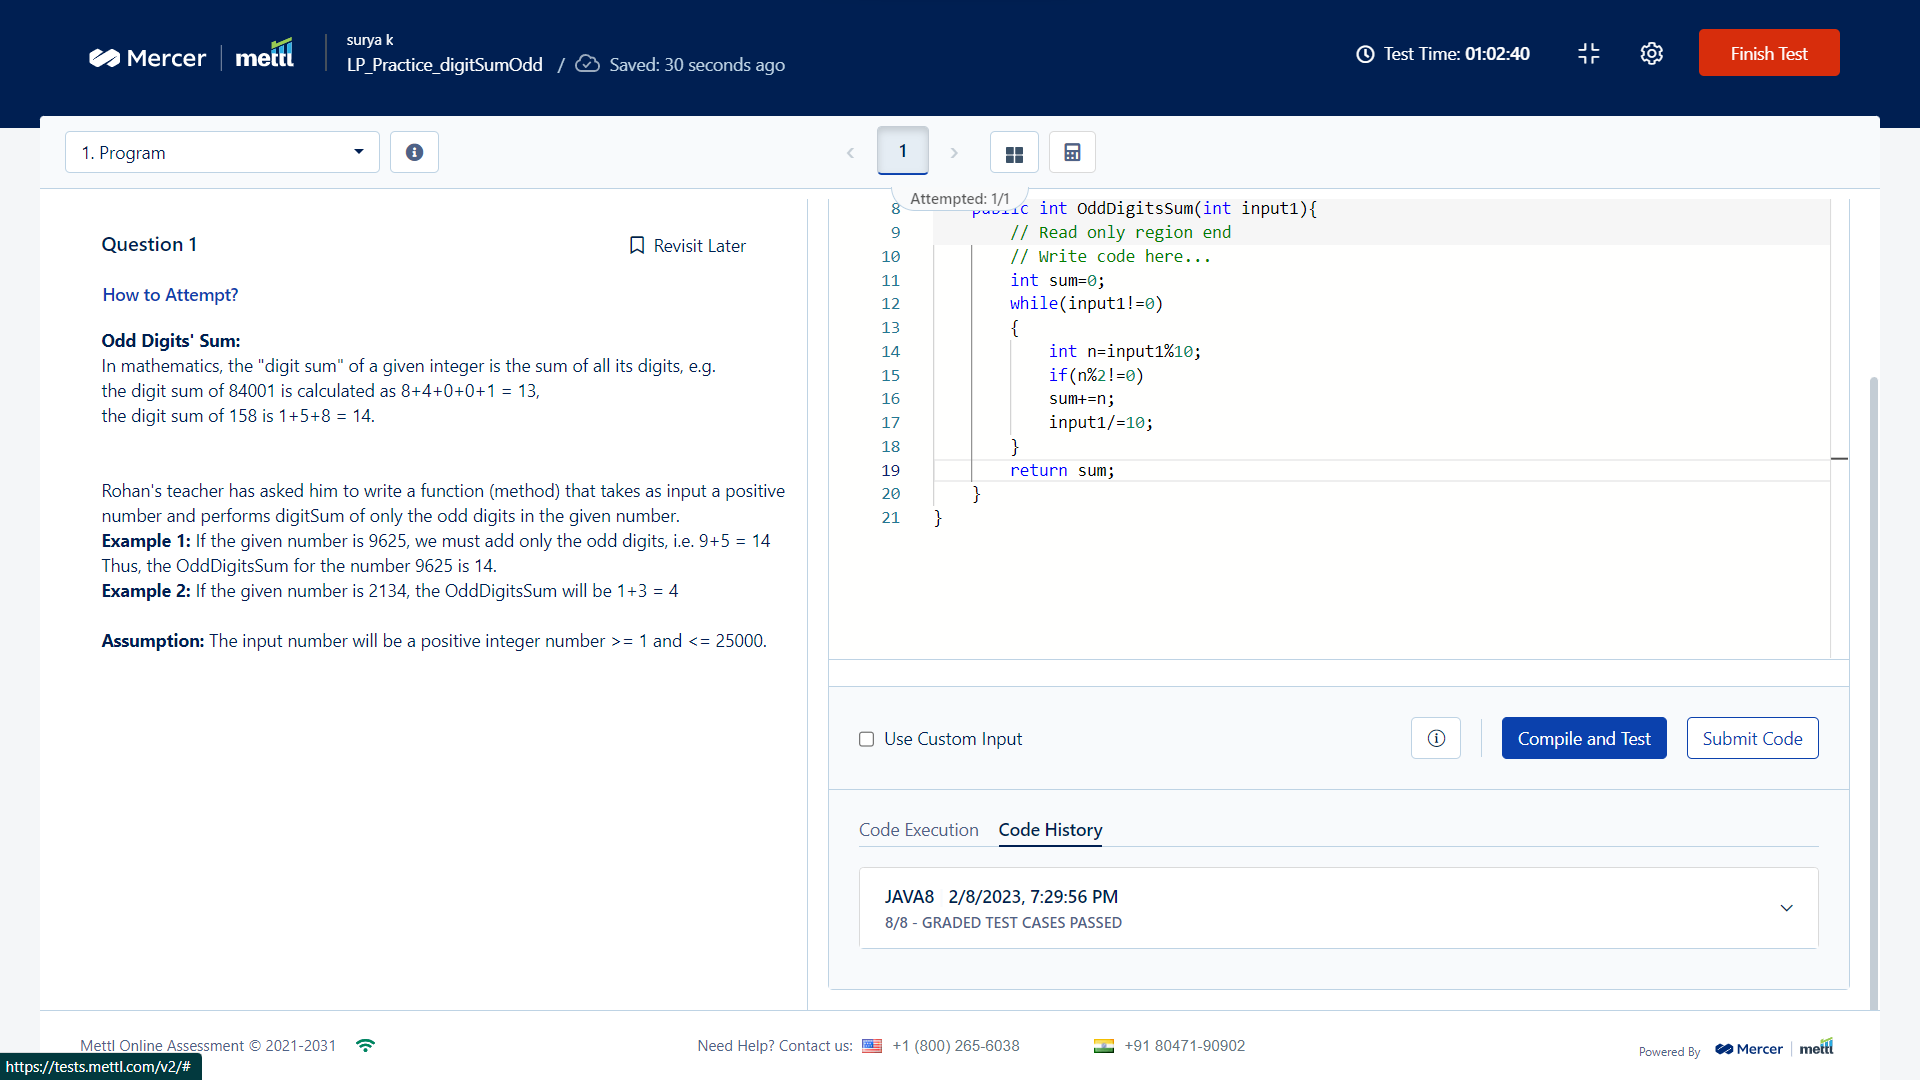 Mercer
mettl
surya k
LP_Practice_digitSumOdd / Saved: 30 seconds ago
Test Time: 01:02:40
Finish Test
1. Program
1
Attempted: 1/1
Question 1
Revisit Later
How to Attempt?
Odd Digits' Sum:
In mathematics, the "digit sum" of a given integer is the sum of all its digits, e.g.
the digit sum of 84001 is calculated as 8+4+0+0+1 = 13,
the digit sum of 158 is 1+5+8 = 14.
Rohan's teacher has asked him to write a function (method) that takes as input a positive
number and performs digitSum of only the odd digits in the given number.
Example 1: If the given number is 9625, we must add only the odd digits, i.e. 9+5 = 14
Thus, the OddDigitsSum for the number 9625 is 14.
Example 2: If the given number is 2134, the OddDigitsSum will be 1+3 = 4
Assumption: The input number will be a positive integer number >= 1 and <= 25000.
8 public int OddDigitsSum(int input1){
9 // Read only region end
10 // Write code here...
11 int sum=0;
12 while(input1!=0)
13 {
14 int n=input1%10;
15 if(n%2!=0)
16 sum+=n;
17 input1/=10;
18 }
19 return sum;
20 }
21 }
Use Custom Input
Compile and Test
Submit Code
Code Execution
Code History
JAVA8 2/8/2023, 7:29:56 PM
8/8 - GRADED TEST CASES PASSED
Mettl Online Assessment © 2021-2031
Need Help? Contact us: +1 (800) 265-6038
+91 80471-90902
Powered By Mercer mettl
https://tests.mettl.com/v2/#